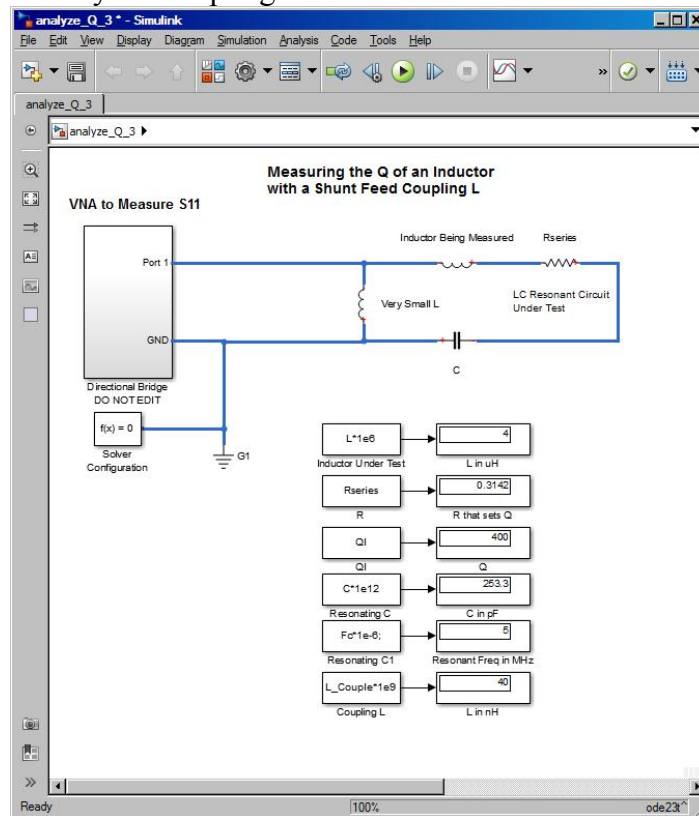 analyze_Q_3 * - Simulink
File Edit View Display Diagram Simulation Analysis Code Tools Help
»
analyze_Q_3
analyze_Q_3
Measuring the Q of an Inductor
with a Shunt Feed Coupling L
VNA to Measure S11
Inductor Being Measured Rseries
Port 1
Very Small L
LC Resonant Circuit
Under Test
GND
C
Directional Bridge
DO NOT EDIT
f(x) = 0
Solver
Configuration
G1
L*1e6 4
Inductor Under Test L in uH
Rseries 0.3142
R R that sets Q
Ql 400
Ql Q
C*1e12 253.3
Resonating C C in pF
Fc*1e-6; 5
Resonating C1 Resonant Freq in MHz
L_Couple*1e9 40
Coupling L L in nH
»
Ready 100% ode23t